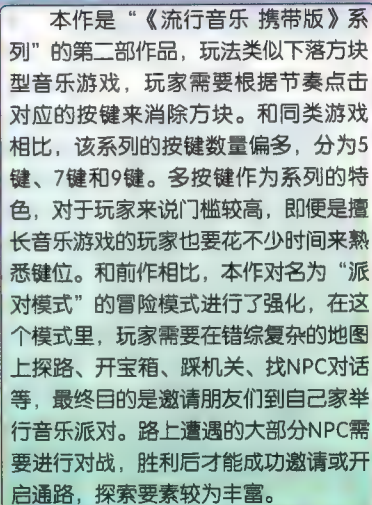 本作是“《流行音乐 携带版》系
列”的第二部作品，玩法类似下落方块
型音乐游戏，玩家需要根据节奏点击
对应的按键来消除方块。和同类游戏
相比，该系列的按键数量偏多，分为5
键、7键和9键。多按键作为系列的特
色，对于玩家来说门槛较高，即便是擅
长音乐游戏的玩家也要花不少时间来熟
悉键位。和前作相比，本作对名为“派
对模式”的冒险模式进行了强化，在这
个模式里，玩家需要在错综复杂的地图
上探路、开宝箱、踩机关、找NPC对话
等，最终目的是邀请朋友们到自己家举
行音乐派对。路上遭遇的大部分NPC需
要进行对战，胜利后才能成功邀请或开
启通路，探索要素较为丰富。